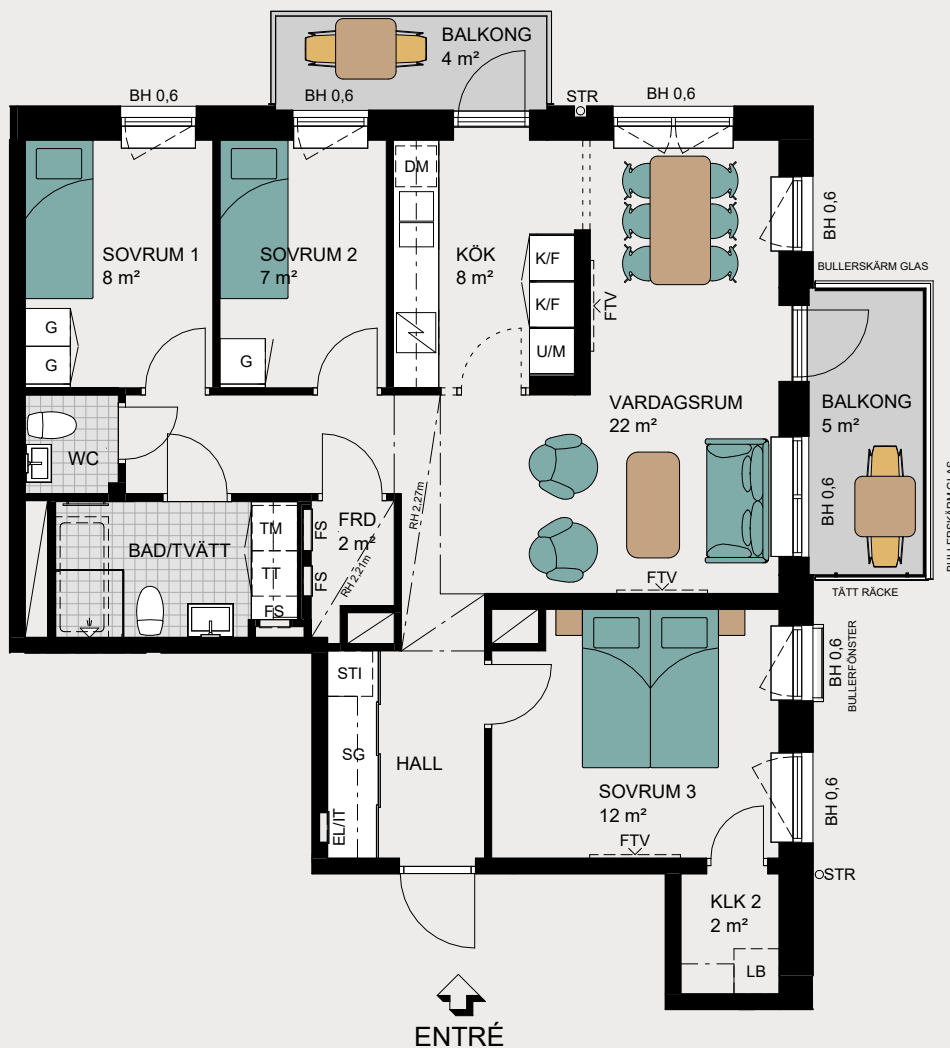 BALKONG
4 m²
BH 0,6
BH 0,6
STR
BH 0,6
DM
SOVRUM 1
8 m²
SOVRUM 2
7 m²
KÖK
8 m²
K/F
K/F
U/M
FTV
BH 0,6
BULLERSKÄRM GLAS
G
G
G
VARDAGSRUM
22 m²
BALKONG
5 m²
WC
BH 0,6
BULLERSKÄRM GLAS
RH 2,27m
FRD
2 m²
RH 2,21m
FS
FS
BAD/TVÄTT
TM
TT
FS
FTV
TÄTT RÄCKE
BH 0,6
BULLERFÖNSTER
STI
SG
HALL
EL/IT
SOVRUM 3
12 m²
FTV
BH 0,6
STR
KLK 2
2 m²
LB
ENTRÉ